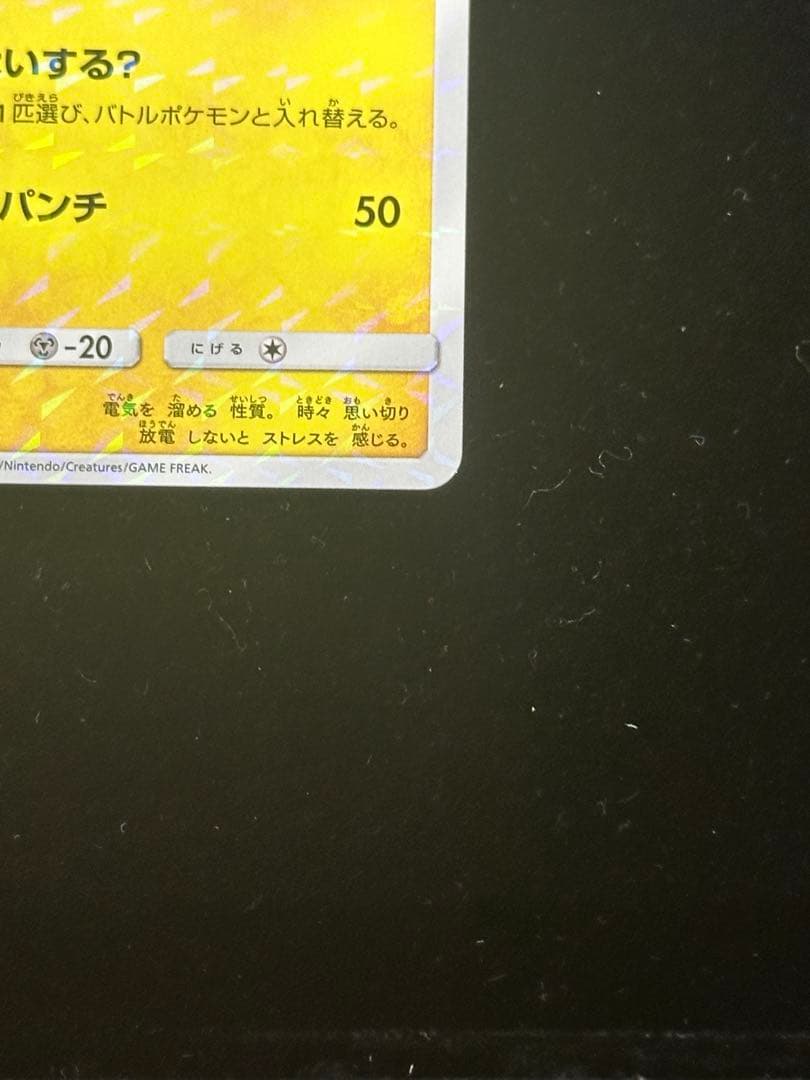 いする?
1匹選び、バトルポケモンと入れ替える。
パンチ 50
-20 にげる
電気を 溜める 性質。 時々 思い切り
放電 しないと ストレスを 感じる。
/Nintendo/Creatures/GAME FREAK.